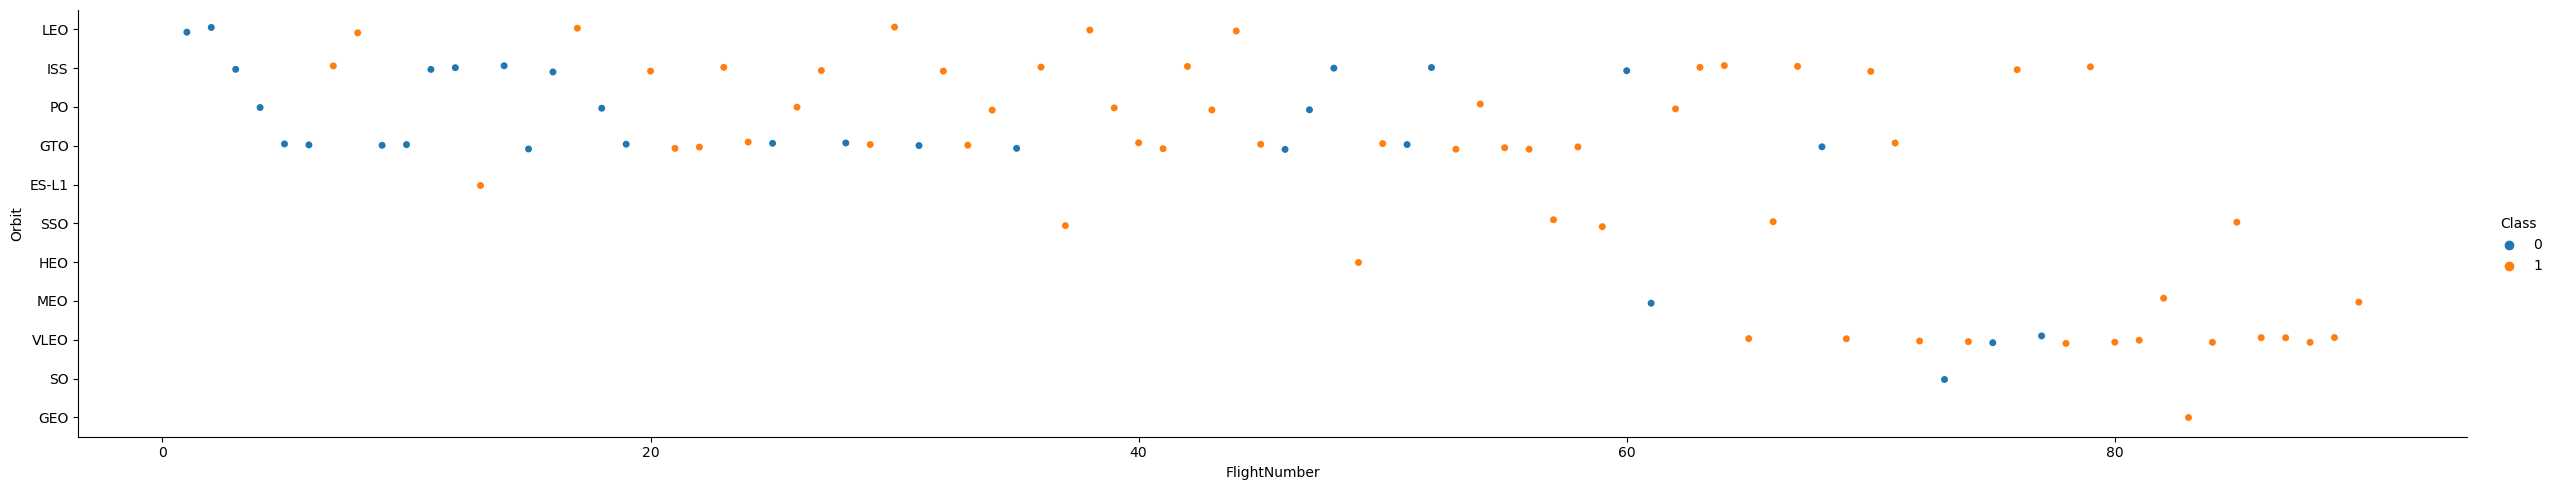 LEO
ISS
PO
GTO
ES-L1
SSO
HEO
MEO
VLEO
SO
GEO
Orbit
0 20 40 60 80
FlightNumber
Class
0
1